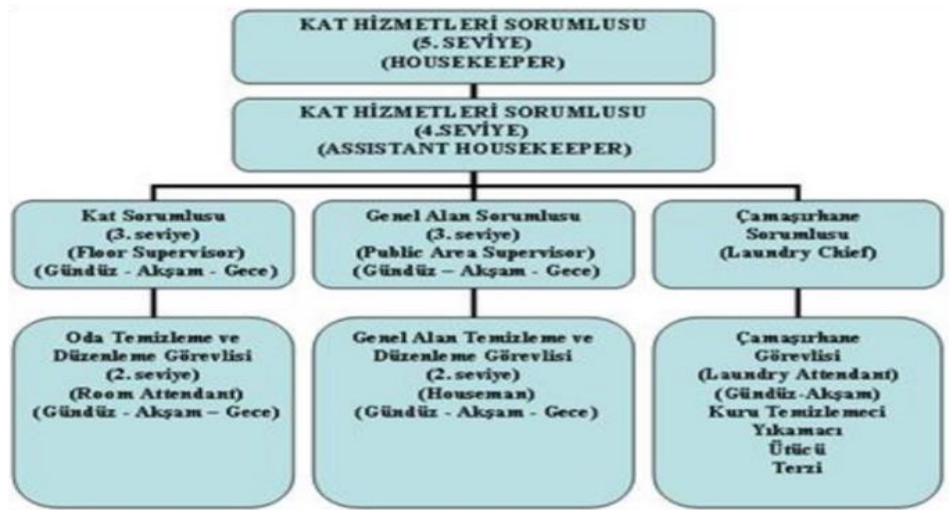 KAT HİZMETLERİ SORUMLUSU
(5. SEVİYE)
(HOUSEKEEPER)
KAT HİZMETLERİ SORUMLUSU
(4.SEVİYE)
(ASSISTANT HOUSEKEEPER)
Kat Sorumlusu
(3. seviye)
(Floor Supervisor)
(Gündüz - Akşam - Gece)
Genel Alan Sorumlusu
(3. seviye)
(Public Area Supervisor)
(Gündüz – Akşam - Gece)
Çamaşırhane
Sorumlusu
(Laundry Chief)
Oda Temizleme ve
Düzenleme Görevlisi
(2. seviye)
(Room Attendant)
(Gündüz - Akşam – Gece)
Genel Alan Temizleme ve
Düzenleme Görevlisi
(2. seviye)
(Houseman)
(Gündüz - Akşam - Gece)
Çamaşırhane
Görevlisi
(Laundry Attendant)
(Gündüz-Akşam)
Kuru Temizlemeci
Yıkamacı
Ütücü
Terzi